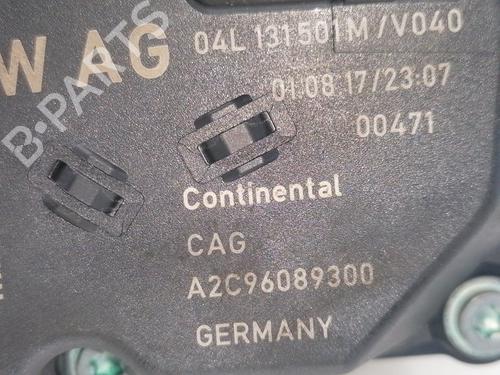 W AG
04L 131 501 M /V040
01.08 17/23:07
00471
B-PARTS
Continental
CAG
A2C96089300
GERMANY